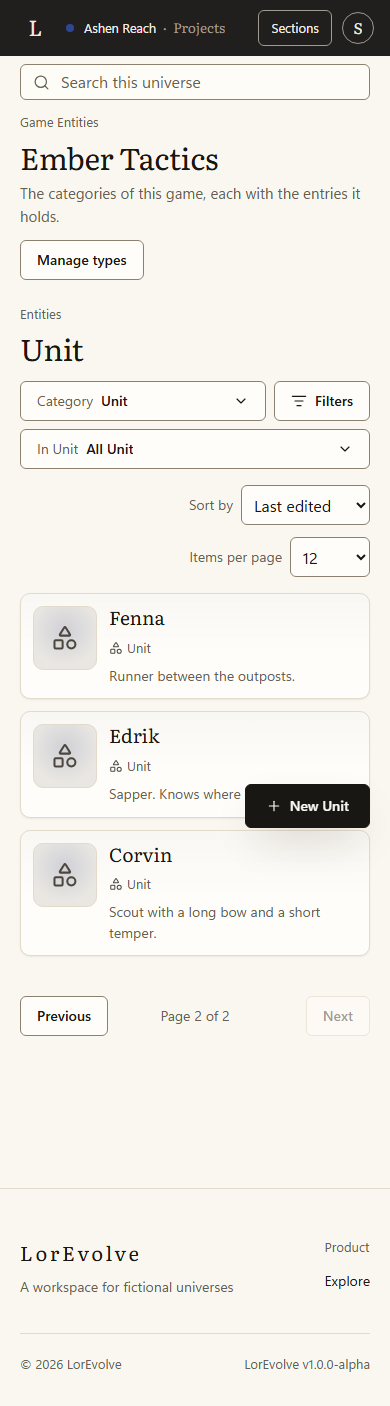 L
Ashen Reach · Projects
Sections
S
Search this universe
Game Entities
Ember Tactics
The categories of this game, each with the entries it
holds.
Manage types
Entities
Unit
Category Unit
Filters
In Unit All Unit
Sort by Last edited
Items per page 12
Fenna
Unit
Runner between the outposts.
Edrik
Unit
Sapper. Knows where
New Unit
Corvin
Unit
Scout with a long bow and a short
temper.
Previous
Page 2 of 2
Next
LorEvolve
Product
A workspace for fictional universes
Explore
© 2026 LorEvolve
LorEvolve v1.0.0-alpha